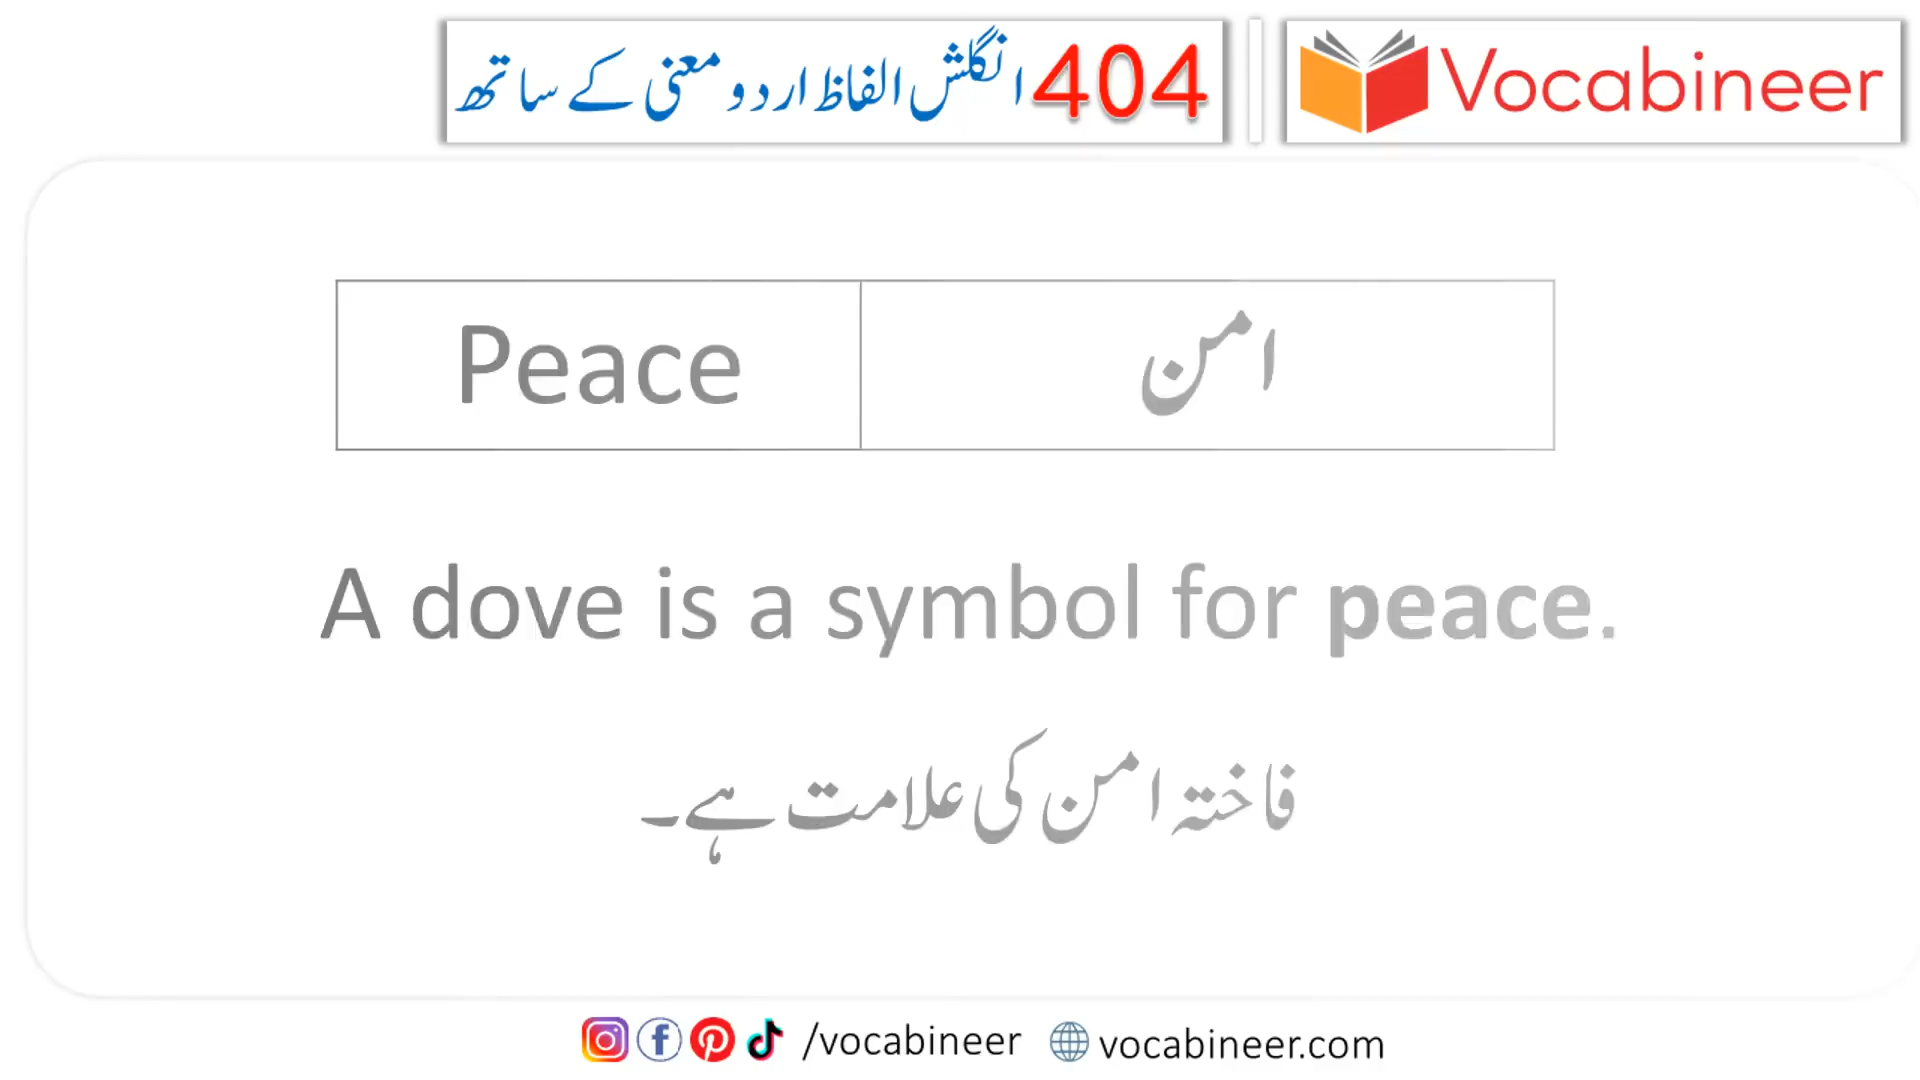 404 انگلش الفاظ اردو معنی کے ساتھ
Vocabineer
Peace
امن
A dove is a symbol for peace.
فاختہ امن کی علامت ہے۔
/vocabineer vocabineer.com